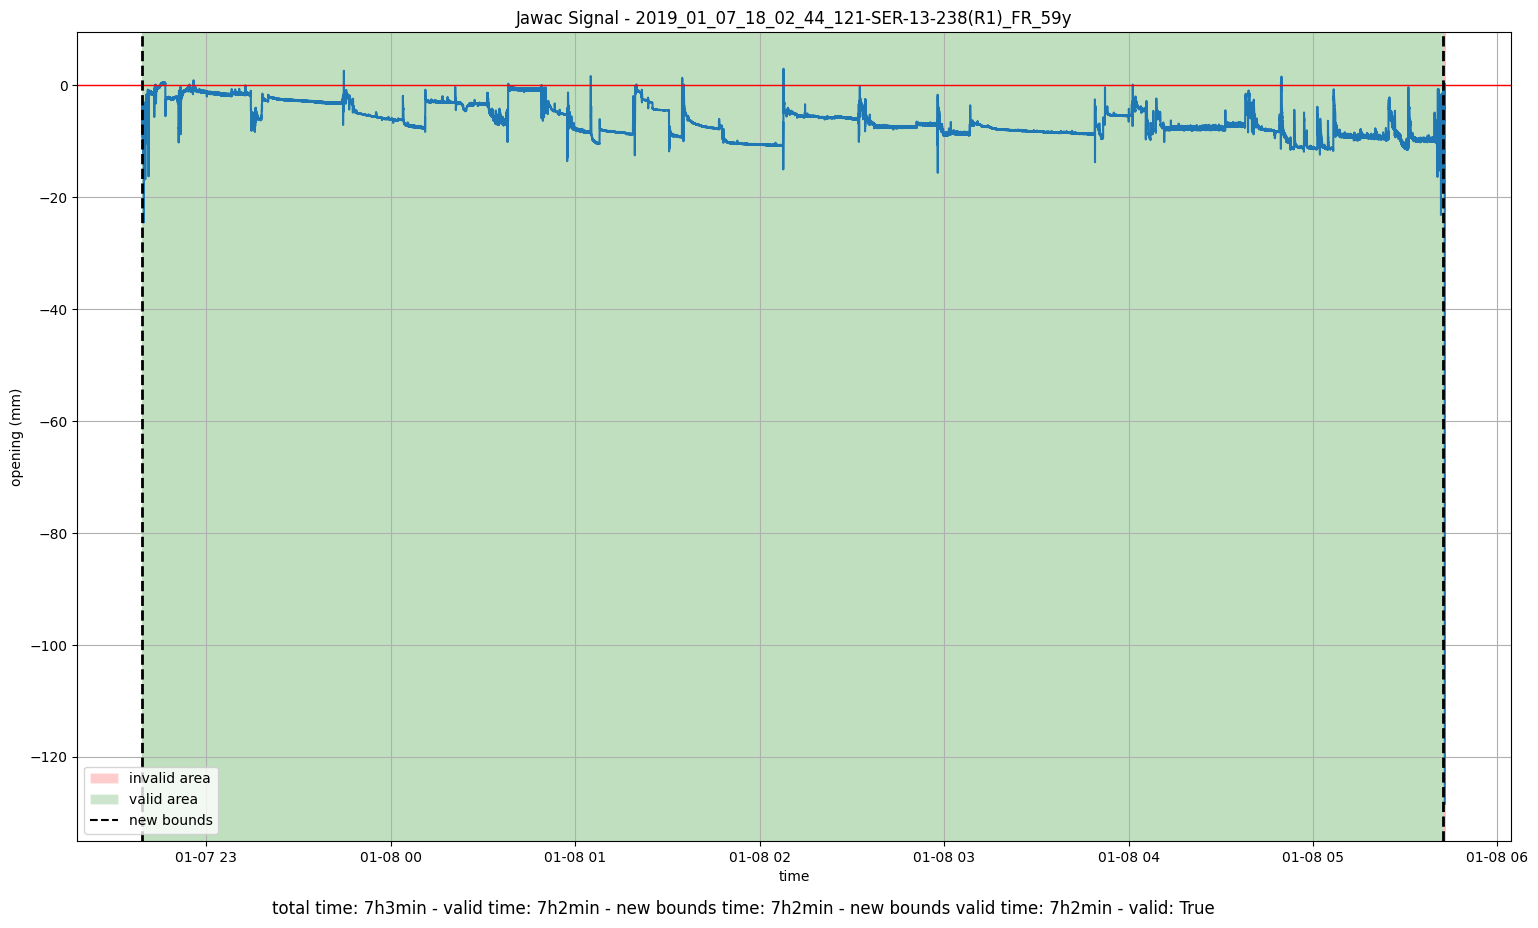 Jawac Signal - 2019_01_07_18_02_44_121-SER-13-238(R1)_FR_59y
opening (mm)
0
−20
−40
−60
−80
−100
−120
invalid area
valid area
new bounds
01-07 23
01-08 00
01-08 01
01-08 02
01-08 03
01-08 04
01-08 05
01-08 06
time
total time: 7h3min - valid time: 7h2min - new bounds time: 7h2min - new bounds valid time: 7h2min - valid: True